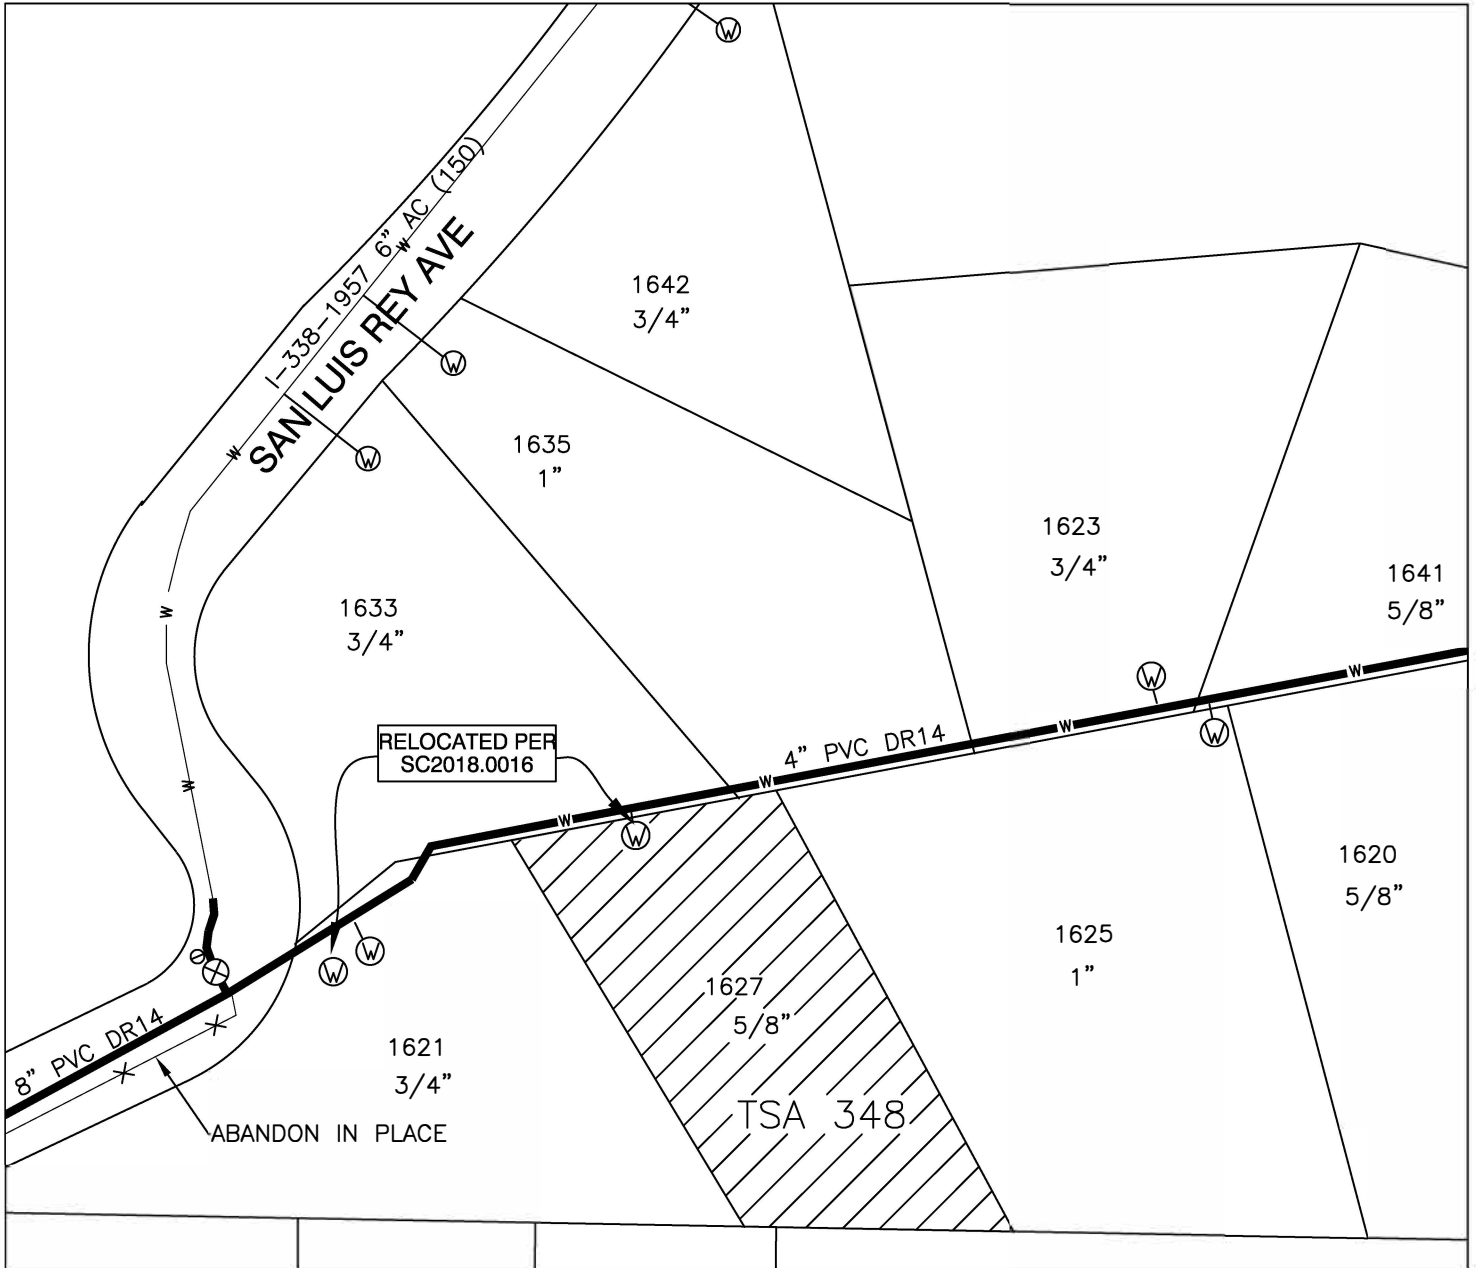 W
I-338-1957 6" AC (150)
W
SAN LUIS REY AVE
1642
3/4"
W
W
W
1635
1"
1623
3/4"
1641
5/8"
W
1633
3/4"
W
W
W
W
W
RELOCATED PER
SC2018.0016
4" PVC DR14
W
W
W
W
1620
5/8"
1625
1"
W
W
1627
5/8"
8" PVC DR14
1621
3/4"
TSA 348
ABANDON IN PLACE